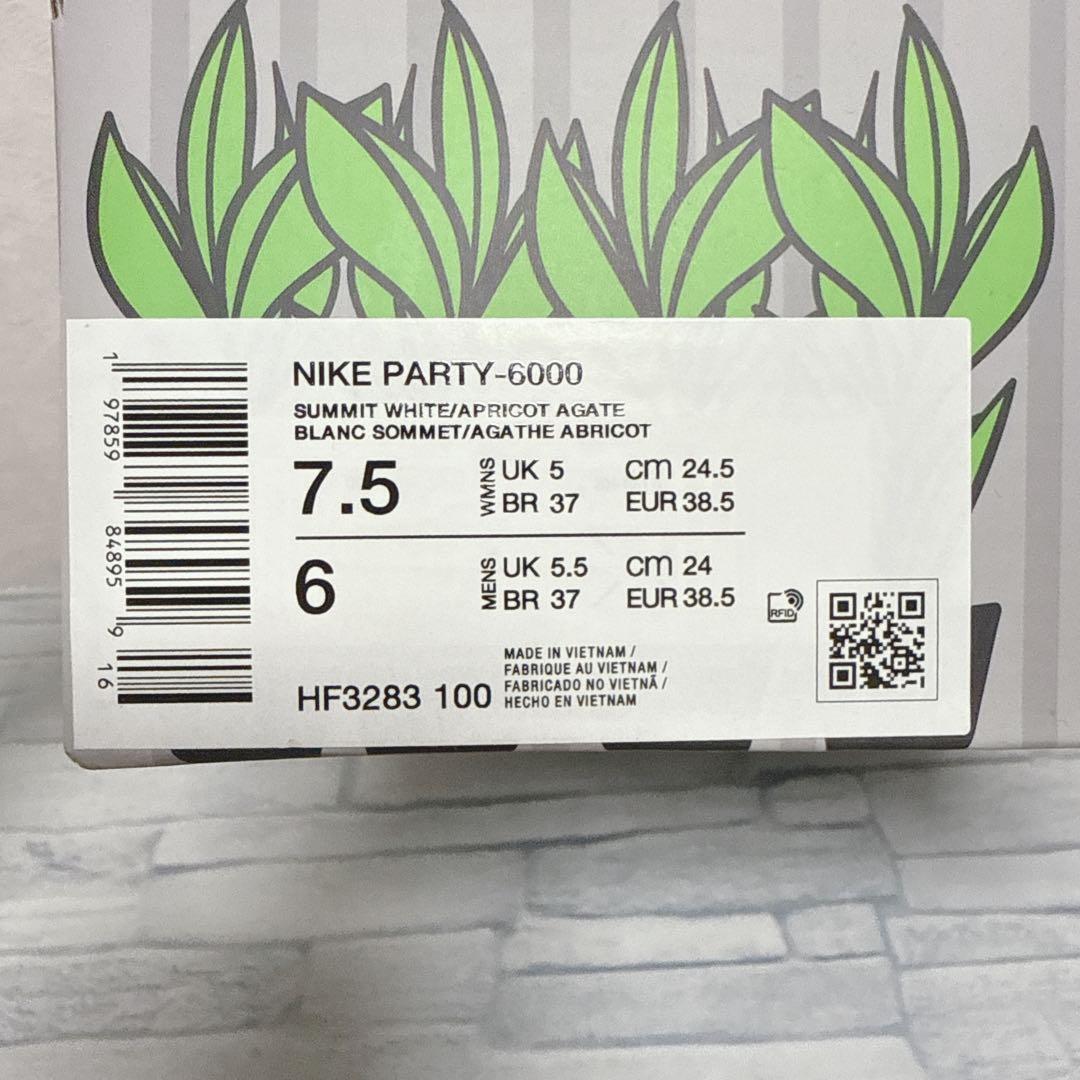 NIKE PARTY-6000
SUMMIT WHITE/APRICOT AGATE
BLANC SOMMET/AGATHE ABRICOT
7.5 WMNS UK 5 cm 24.5
BR 37 EUR 38.5
6 MENS UK 5.5 cm 24
BR 37 EUR 38.5
RFID
HF3283 100
MADE IN VIETNAM /
FABRIQUE AU VIETNAM /
FABRICADO NO VIETNÃ /
HECHO EN VIETNAM
1 97859 84895 9 16